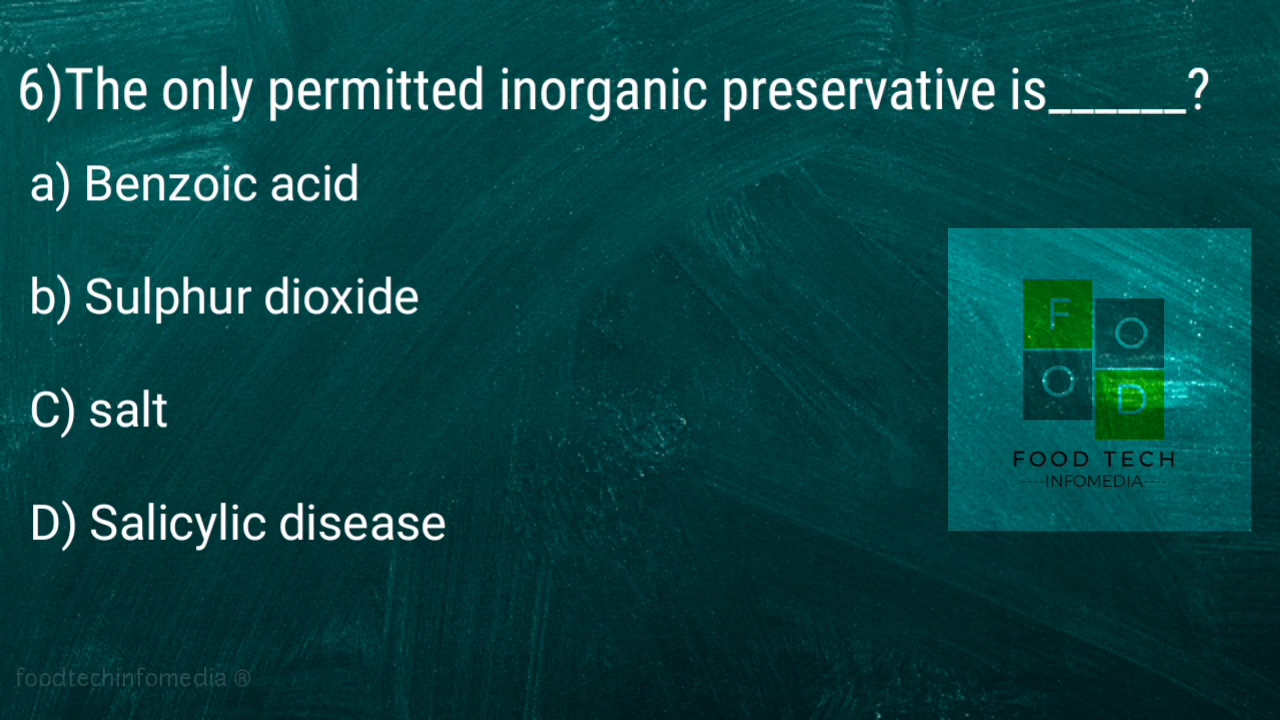 6)The only permitted inorganic preservative is______?
a) Benzoic acid
b) Sulphur dioxide
C) salt
D) Salicylic disease
F O
O D
FOOD TECH
----INFOMEDIA----
foodtechinfomedia ®